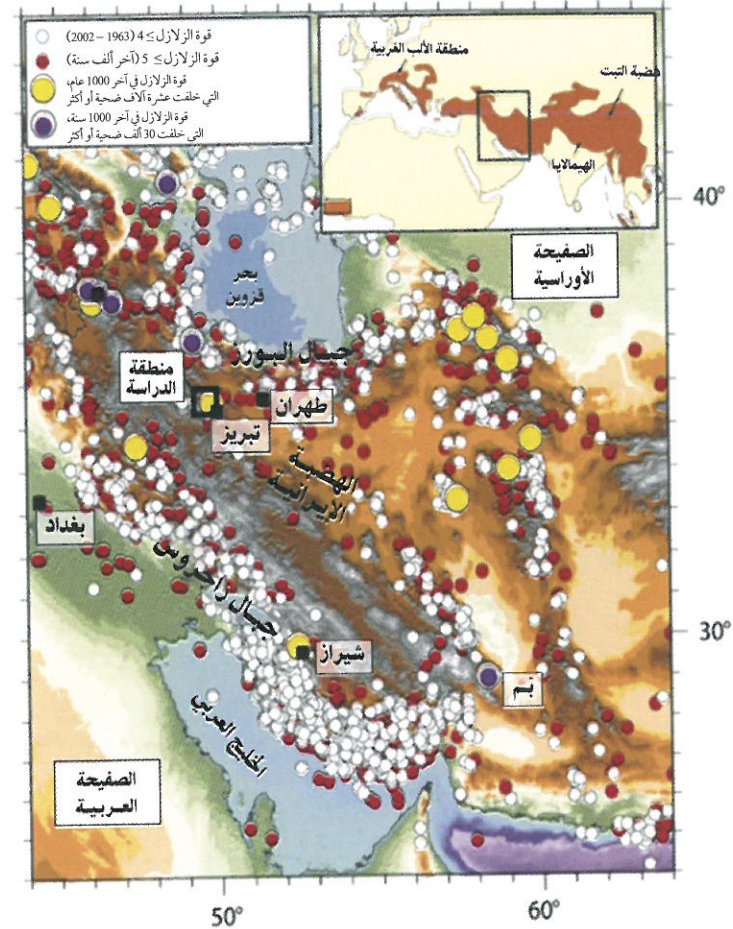 قوة الزلازل ≥ 4 (1963 – 2002)
قوة الزلازل ≥ 5 (آخر ألف سنة)
قوة الزلازل في آخر 1000 عام،
التي خلفت عشرة آلاف ضحية أو أكثر
قوة الزلازل في آخر 1000 سنة،
التي خلفت 30 ألف ضحية أو أكثر
منطقة الألب الغربية
هضبة التبت
الهيمالايا
40°
الصفيحة
الأوراسية
بحر
قزوين
جبال البورز
منطقة
الدراسة
طهران
تبريز
الهضبة
الايرانية
بغداد
جبال زاجروس
30°
شيراز
بَم
الخليج العربي
الصفيحة
العربية
50°
60°